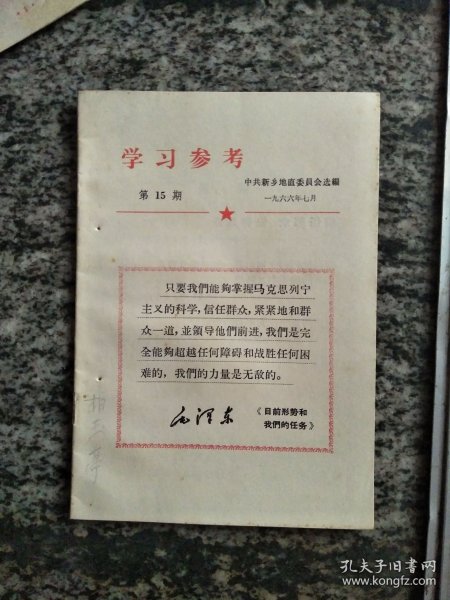 学习参考
第 15 期
中共新乡地直委員会选編
一九六六年七月
只要我們能夠掌握马克思列宁
主义的科学，信任群众，紧紧地和群
众一道，並領导他們前进，我們是完
全能夠超越任何障碍和战胜任何困
难的，我們的力量是无敌的。
毛泽东
《目前形势和
我們的任务》
孔夫子旧书网
www.kongfz.com